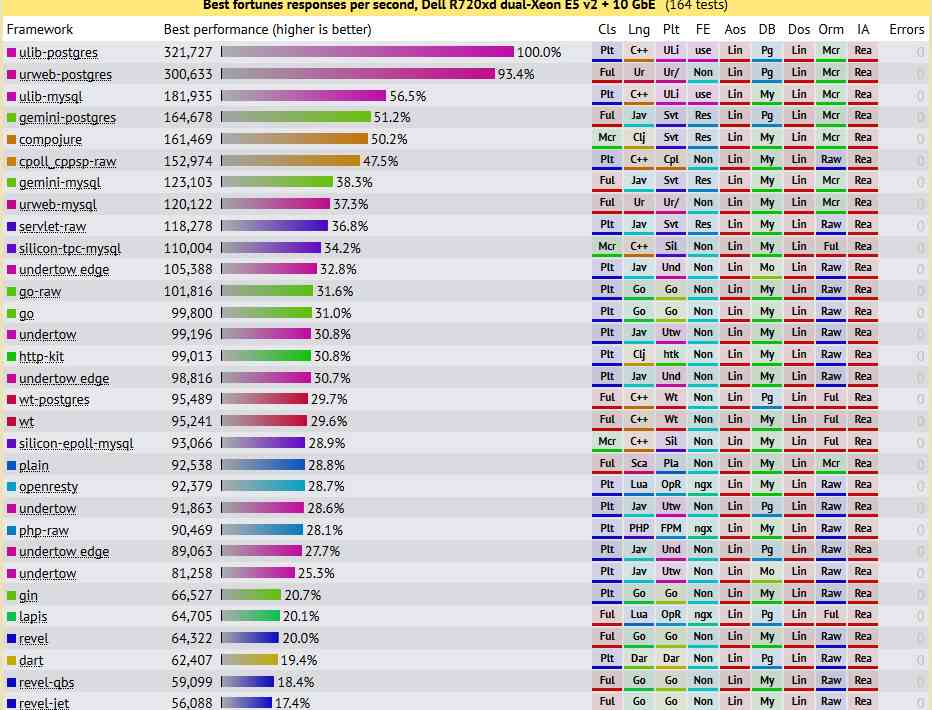 Best fortunes responses per second, Dell R720xd dual-Xeon E5 v2 + 10 GbE (164 tests)
Framework Best performance (higher is better) Cls Lng Plt FE Aos DB Dos Orm IA Errors
ulib-postgres 321,727 100.0% Plt C++ ULi use Lin Pg Lin Mcr Rea 0
urweb-postgres 300,633 93.4% Ful Ur Ur/ Non Lin Pg Lin Mcr Rea 0
ulib-mysql 181,935 56.5% Plt C++ ULi use Lin My Lin Mcr Rea 0
gemini-postgres 164,678 51.2% Ful Jav Svt Res Lin Pg Lin Mcr Rea 0
compojure 161,469 50.2% Mcr Clj Svt Res Lin My Lin Mcr Rea 0
cpoll_cppsp-raw 152,974 47.5% Plt C++ Cpl Non Lin My Lin Raw Rea 0
gemini-mysql 123,103 38.3% Ful Jav Svt Res Lin My Lin Mcr Rea 0
urweb-mysql 120,122 37.3% Ful Ur Ur/ Non Lin My Lin Mcr Rea 0
servlet-raw 118,278 36.8% Plt Jav Svt Res Lin My Lin Raw Rea 0
silicon-tpc-mysql 110,004 34.2% Mcr C++ Sil Non Lin My Lin Ful Rea 0
undertow edge 105,388 32.8% Plt Jav Und Non Lin Mo Lin Raw Rea 0
go-raw 101,816 31.6% Plt Go Go Non Lin My Lin Raw Rea 0
go 99,800 31.0% Plt Go Go Non Lin My Lin Raw Rea 0
undertow 99,196 30.8% Plt Jav Utw Non Lin My Lin Raw Rea 0
http-kit 99,013 30.8% Plt Clj htk Non Lin My Lin Raw Rea 0
undertow edge 98,816 30.7% Plt Jav Und Non Lin My Lin Raw Rea 0
wt-postgres 95,489 29.7% Ful C++ Wt Non Lin Pg Lin Ful Rea 0
wt 95,241 29.6% Ful C++ Wt Non Lin My Lin Ful Rea 0
silicon-epoll-mysql 93,066 28.9% Mcr C++ Sil Non Lin My Lin Ful Rea 0
plain 92,538 28.8% Ful Sca Pla Non Lin My Lin Mcr Rea 0
openresty 92,379 28.7% Plt Lua OpR ngx Lin My Lin Raw Rea 0
undertow 91,863 28.6% Plt Jav Utw Non Lin Pg Lin Raw Rea 0
php-raw 90,469 28.1% Plt PHP FPM ngx Lin My Lin Raw Rea 0
undertow edge 89,063 27.7% Plt Jav Und Non Lin Pg Lin Raw Rea 0
undertow 81,258 25.3% Plt Jav Utw Non Lin Mo Lin Raw Rea 0
gin 66,527 20.7% Plt Go Go Non Lin My Lin Raw Rea 0
lapis 64,705 20.1% Ful Lua OpR ngx Lin Pg Lin Ful Rea 0
revel 64,322 20.0% Ful Go Go Non Lin My Lin Raw Rea 0
dart 62,407 19.4% Plt Dar Dar Non Lin Pg Lin Raw Rea 0
revel-qbs 59,099 18.4% Ful Go Go Non Lin My Lin Raw Rea 0
revel-jet 56,088 17.4% Ful Go Go Non Lin My Lin Raw Rea 0